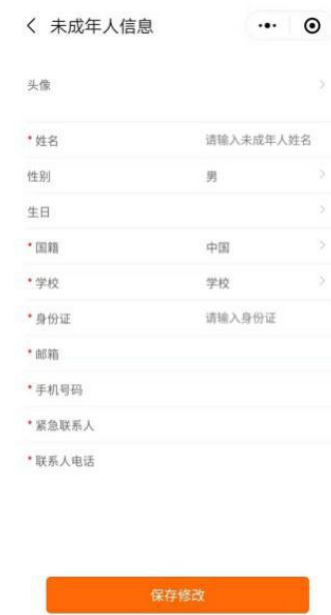 未成年人信息
头像
*姓名 请输入未成年人姓名
性别 男
生日
*国籍 中国
*学校 学校
*身份证 请输入身份证
*邮箱
*手机号码
*紧急联系人
*联系人电话
保存修改